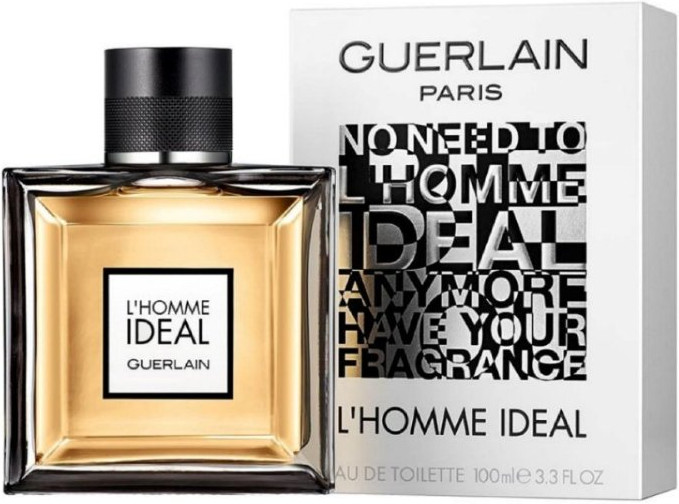 L'HOMME
IDEAL
GUERLAIN
GUERLAIN
PARIS
NO NEED TO
L'HOMME
IDEAL
ANYMORE
HAVE YOUR
FRAGRANCE
L'HOMME IDEAL
EAU DE TOILETTE 100ml e 3.3 FL OZ